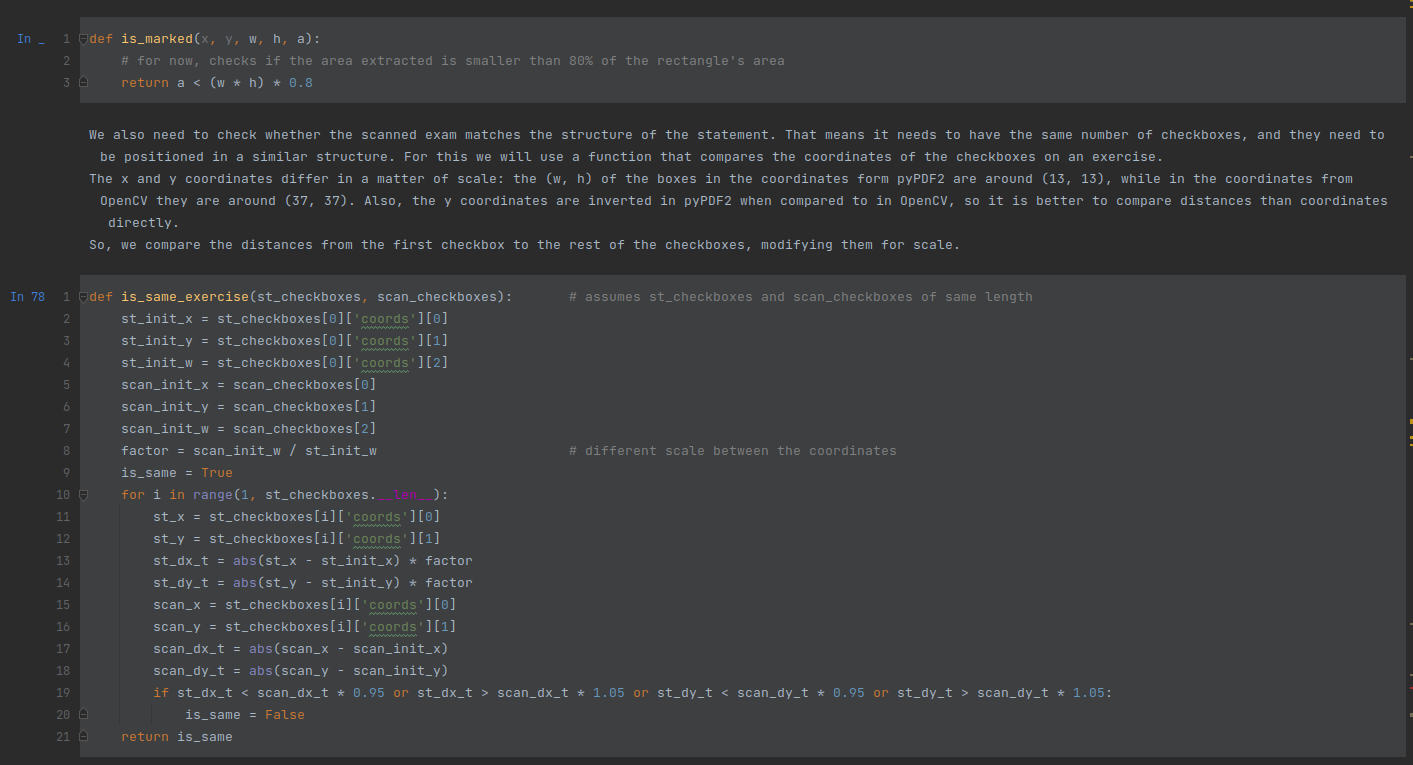 In _ 1 def is_marked(x, y, w, h, a):
2 # for now, checks if the area extracted is smaller than 80% of the rectangle's area
3 return a < (w * h) * 0.8
We also need to check whether the scanned exam matches the structure of the statement. That means it needs to have the same number of checkboxes, and they need to
be positioned in a similar structure. For this we will use a function that compares the coordinates of the checkboxes on an exercise.
The x and y coordinates differ in a matter of scale: the (w, h) of the boxes in the coordinates form pyPDF2 are around (13, 13), while in the coordinates from
OpenCV they are around (37, 37). Also, the y coordinates are inverted in pyPDF2 when compared to in OpenCV, so it is better to compare distances than coordinates
directly.
So, we compare the distances from the first checkbox to the rest of the checkboxes, modifying them for scale.
In 78 1 def is_same_exercise(st_checkboxes, scan_checkboxes): # assumes st_checkboxes and scan_checkboxes of same length
2 st_init_x = st_checkboxes[0]['coords'][0]
3 st_init_y = st_checkboxes[0]['coords'][1]
4 st_init_w = st_checkboxes[0]['coords'][2]
5 scan_init_x = scan_checkboxes[0]
6 scan_init_y = scan_checkboxes[1]
7 scan_init_w = scan_checkboxes[2]
8 factor = scan_init_w / st_init_w # different scale between the coordinates
9 is_same = True
10 for i in range(1, st_checkboxes.__len__):
11 st_x = st_checkboxes[i]['coords'][0]
12 st_y = st_checkboxes[i]['coords'][1]
13 st_dx_t = abs(st_x - st_init_x) * factor
14 st_dy_t = abs(st_y - st_init_y) * factor
15 scan_x = st_checkboxes[i]['coords'][0]
16 scan_y = st_checkboxes[i]['coords'][1]
17 scan_dx_t = abs(scan_x - scan_init_x)
18 scan_dy_t = abs(scan_y - scan_init_y)
19 if st_dx_t < scan_dx_t * 0.95 or st_dx_t > scan_dx_t * 1.05 or st_dy_t < scan_dy_t * 0.95 or st_dy_t > scan_dy_t * 1.05:
20 is_same = False
21 return is_same